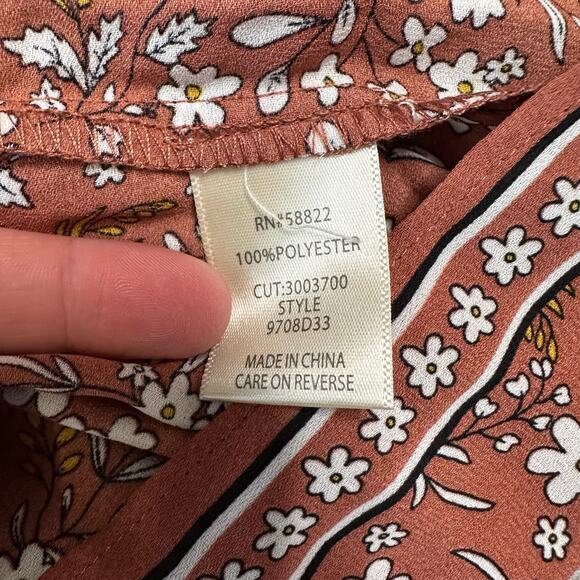 RN#58822
100%POLYESTER
CUT:3003700
STYLE
9708D33
MADE IN CHINA
CARE ON REVERSE